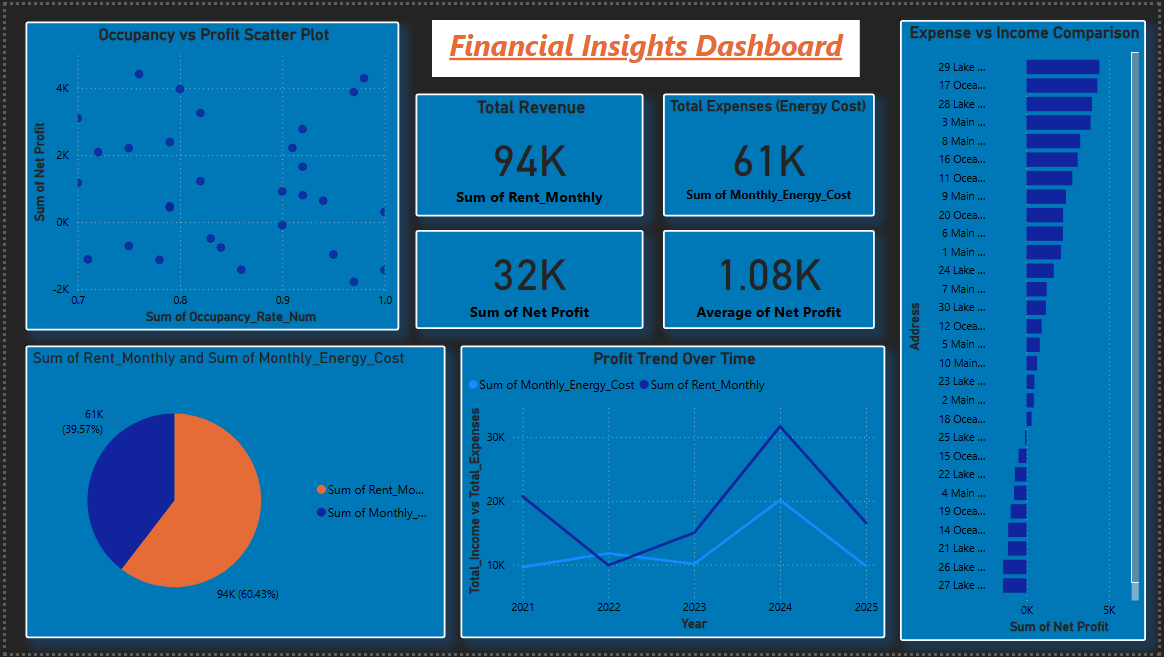 Financial Insights Dashboard
Occupancy vs Profit Scatter Plot
Sum of Net Profit
4K
2K
0K
-2K
0.7 0.8 0.9 1.0
Sum of Occupancy_Rate_Num
Total Revenue
94K
Sum of Rent_Monthly
Total Expenses (Energy Cost)
61K
Sum of Monthly_Energy_Cost
32K
Sum of Net Profit
1.08K
Average of Net Profit
Sum of Rent_Monthly and Sum of Monthly_Energy_Cost
61K
(39.57%)
94K (60.43%)
Sum of Rent_Mo...
Sum of Monthly_...
Profit Trend Over Time
Sum of Monthly_Energy_Cost Sum of Rent_Monthly
Total_Income vs Total_Expenses
30K
20K
10K
2021 2022 2023 2024 2025
Year
Expense vs Income Comparison
Address
29 Lake ...
17 Ocea...
28 Lake ...
3 Main ...
8 Main ...
16 Ocea...
11 Ocea...
9 Main ...
20 Ocea...
6 Main ...
1 Main ...
24 Lake ...
7 Main ...
30 Lake ...
12 Ocea...
5 Main ...
10 Main...
23 Lake ...
2 Main ...
18 Ocea...
25 Lake ...
15 Ocea...
22 Lake ...
4 Main ...
19 Ocea...
14 Ocea...
21 Lake ...
26 Lake ...
27 Lake ...
0K 5K
Sum of Net Profit